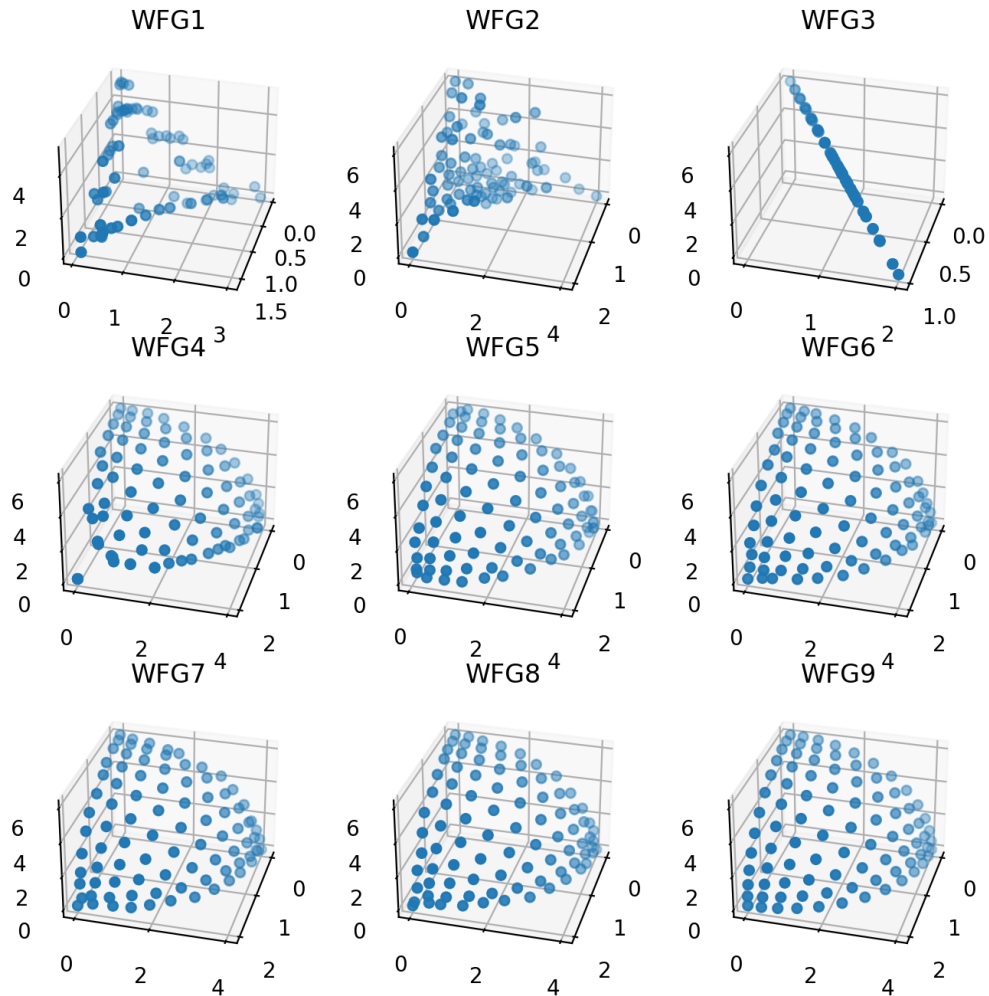 WFG1 WFG2 WFG3
4 6 6
2 4 4
0 2 2
0 0
0.0 0 0.0
0.5 1 0.5
1.0 2 1.0
1.5
0 1 2 3 0 2 4 0 1 2
WFG4 WFG5 WFG6
6 6 6
4 4 4
2 2 2
0 0 0
0 0 0
1 1 1
2 2 2
0 2 4 0 2 4 0 2 4
WFG7 WFG8 WFG9
6 6 6
4 4 4
2 2 2
0 0 0
0 0 0
1 1 1
2 2 2
0 2 4 0 2 4 0 2 4